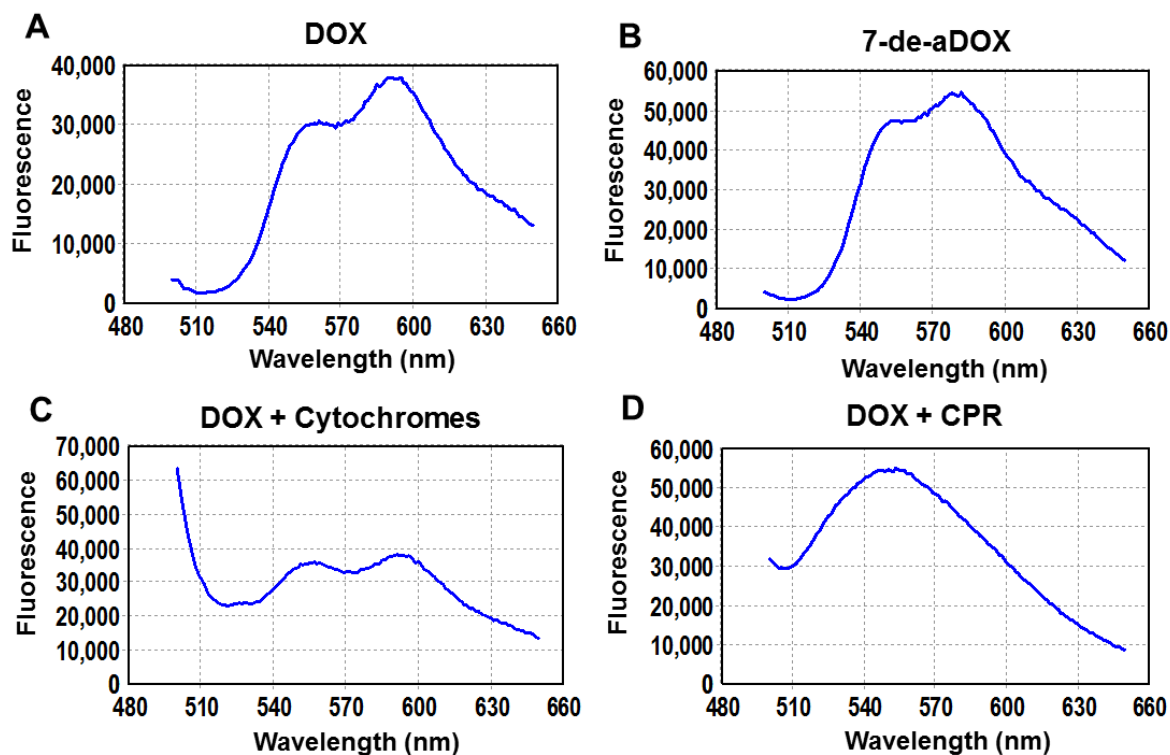 A
DOX
40,000
30,000
20,000
10,000
0
Fluorescence
480 510 540 570 600 630 660
Wavelength (nm)
B
7-de-aDOX
60,000
50,000
40,000
30,000
20,000
10,000
0
Fluorescence
480 510 540 570 600 630 660
Wavelength (nm)
C
DOX + Cytochromes
70,000
60,000
50,000
40,000
30,000
20,000
10,000
0
Fluorescence
480 510 540 570 600 630 660
Wavelength (nm)
D
DOX + CPR
60,000
50,000
40,000
30,000
20,000
10,000
0
Fluorescence
480 510 540 570 600 630 660
Wavelength (nm)